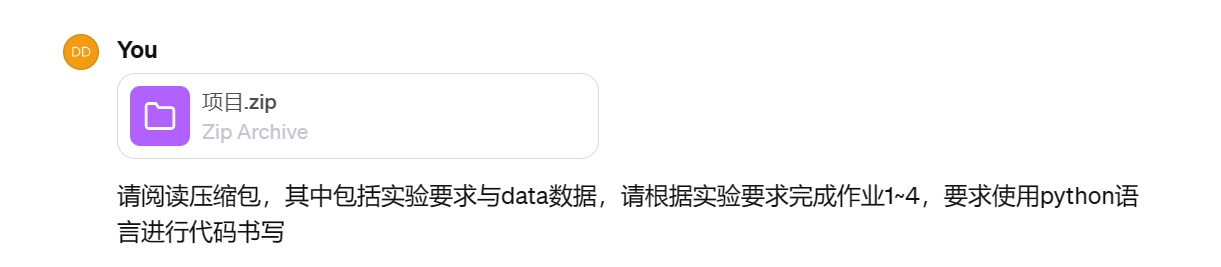 DD
You
项目.zip
Zip Archive
请阅读压缩包，其中包括实验要求与data数据，请根据实验要求完成作业1~4，要求使用python语
言进行代码书写